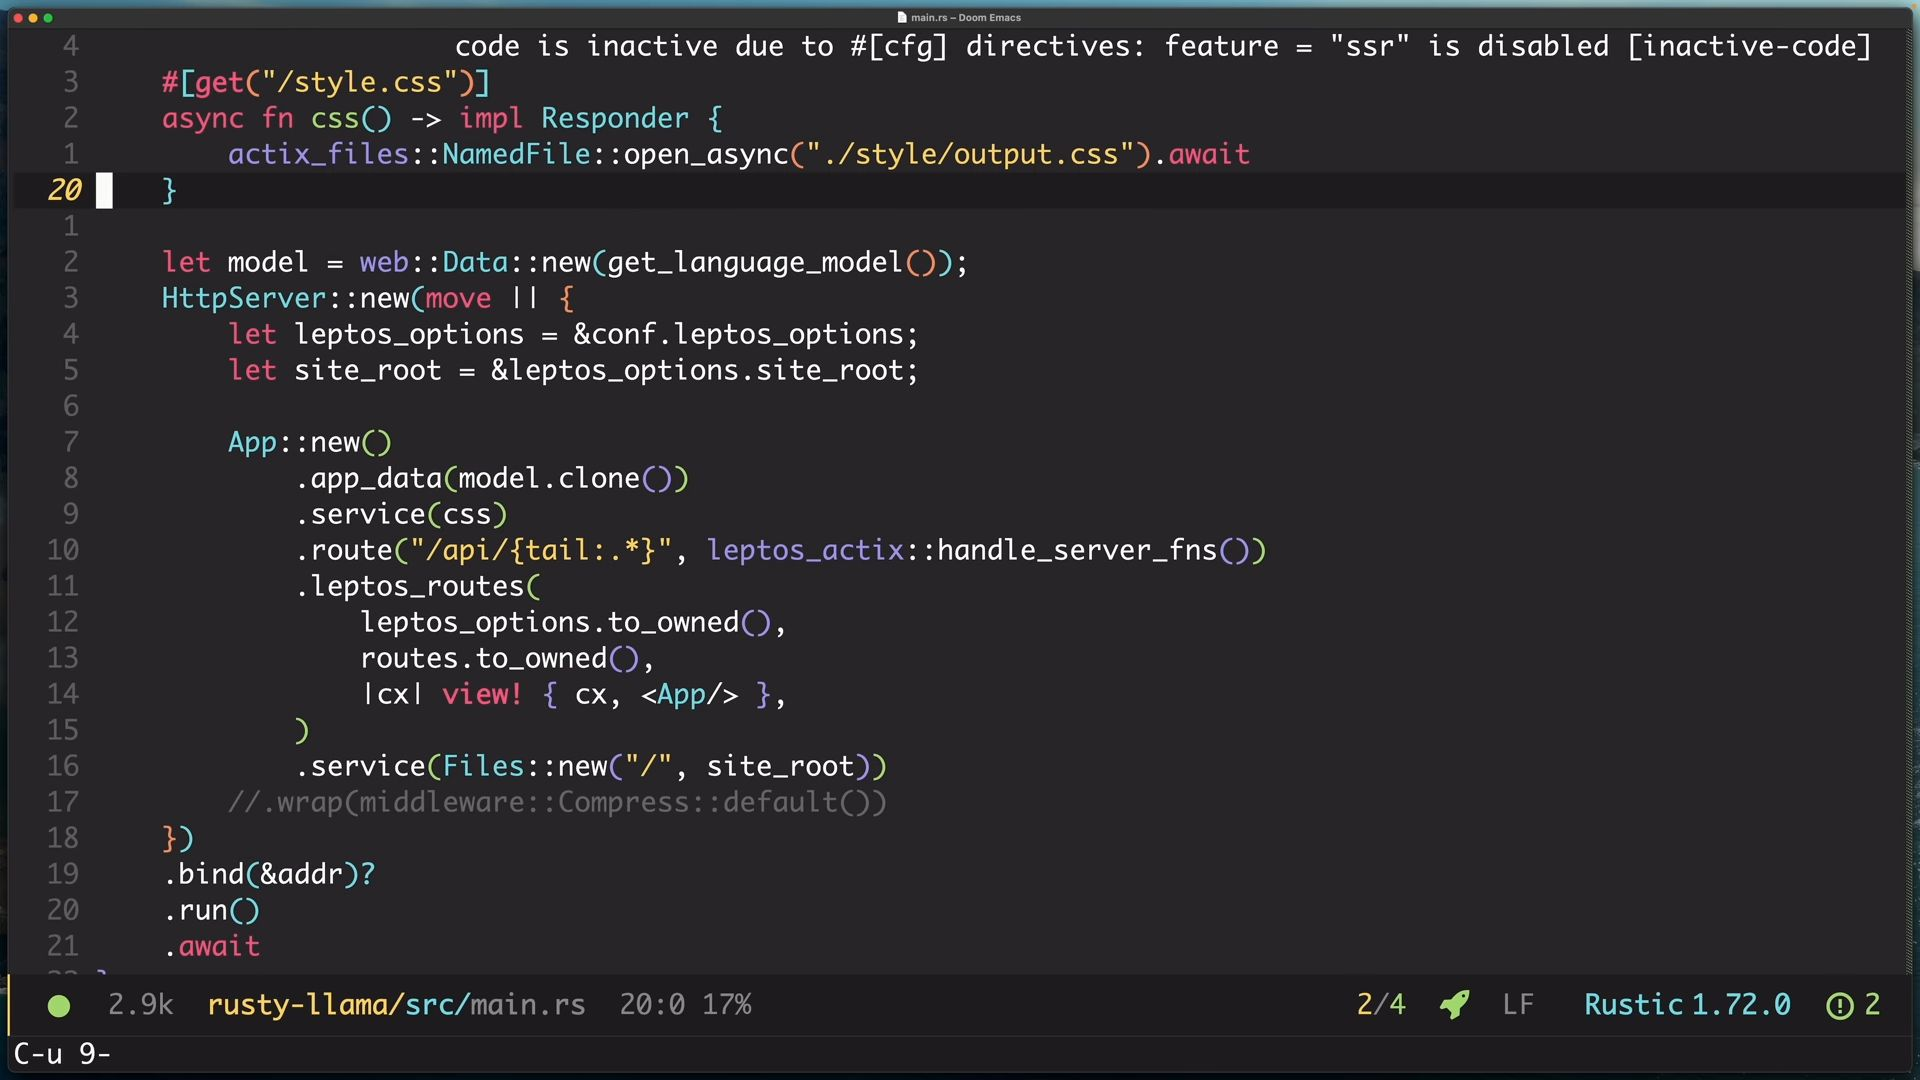 main.rs – Doom Emacs
4 code is inactive due to #[cfg] directives: feature = "ssr" is disabled [inactive-code]
3 #[get("/style.css")]
2 async fn css() -> impl Responder {
1 actix_files::NamedFile::open_async("./style/output.css").await
20 }
1
2 let model = web::Data::new(get_language_model());
3 HttpServer::new(move || {
4 let leptos_options = &conf.leptos_options;
5 let site_root = &leptos_options.site_root;
6
7 App::new()
8 .app_data(model.clone())
9 .service(css)
10 .route("/api/{tail:.*}", leptos_actix::handle_server_fns())
11 .leptos_routes(
12 leptos_options.to_owned(),
13 routes.to_owned(),
14 |cx| view! { cx, <App/> },
15 )
16 .service(Files::new("/", site_root))
17 //.wrap(middleware::Compress::default())
18 })
19 .bind(&addr)?
20 .run()
21 .await
2.9k rusty-llama/src/main.rs 20:0 17% 2/4 LF Rustic 1.72.0 2
C-u 9-